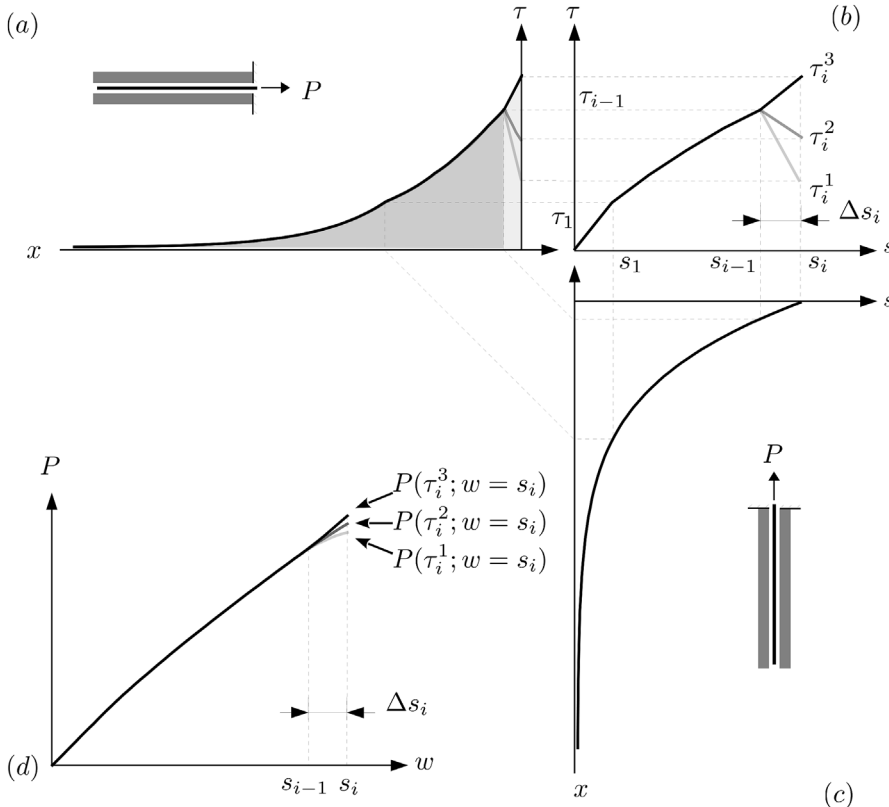 (a)
P
τ
x
τ
(b)
τ_i^3
τ_{i−1}
τ_i^2
τ_i^1
τ_1
Δs_i
s_1
s_{i−1}
s_i
s
s
P
x
(c)
P
P(τ_i^3; w = s_i)
P(τ_i^2; w = s_i)
P(τ_i^1; w = s_i)
Δs_i
(d)
s_{i−1}
s_i
w